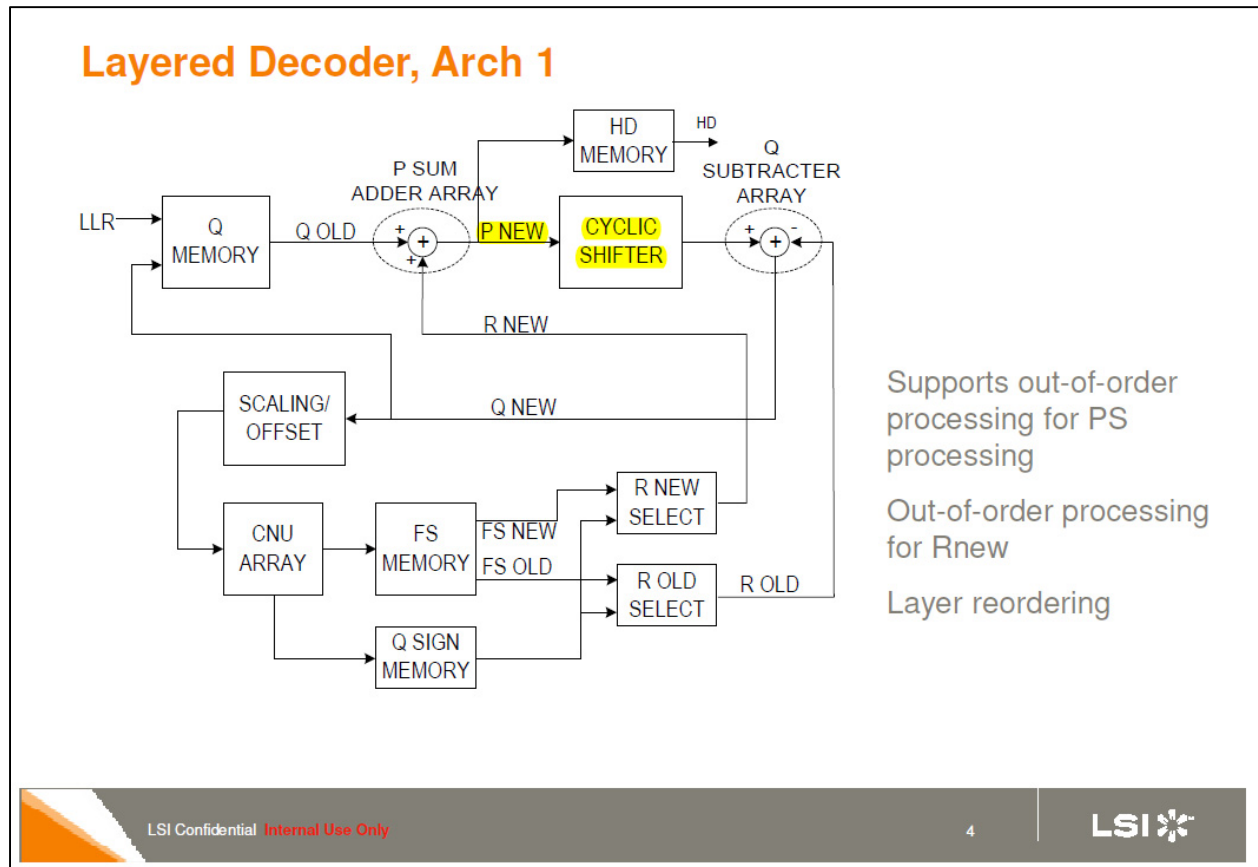 Layered Decoder, Arch 1
HD
MEMORY
HD
P SUM
ADDER ARRAY
Q
SUBTRACTER
ARRAY
LLR
Q
MEMORY
Q OLD
+
+
+
P NEW
CYCLIC
SHIFTER
+
-
+
R NEW
SCALING/
OFFSET
Q NEW
CNU
ARRAY
FS
MEMORY
FS NEW
FS OLD
R NEW
SELECT
R OLD
SELECT
R OLD
Q SIGN
MEMORY
Supports out-of-order
processing for PS
processing
Out-of-order processing
for Rnew
Layer reordering
LSI Confidential Internal Use Only
4
LSI